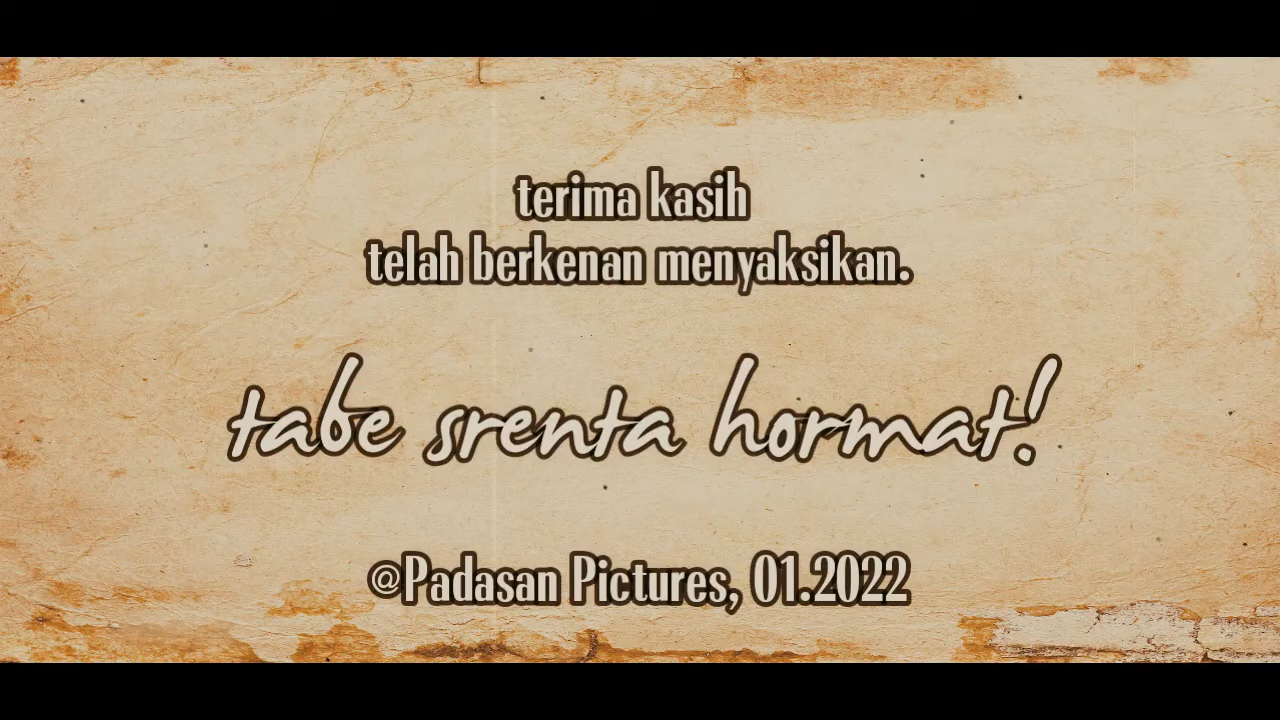 terima kasih
telah berkenan menyaksikan.
tabe srenta hormat!
@Padasan Pictures, 01.2022